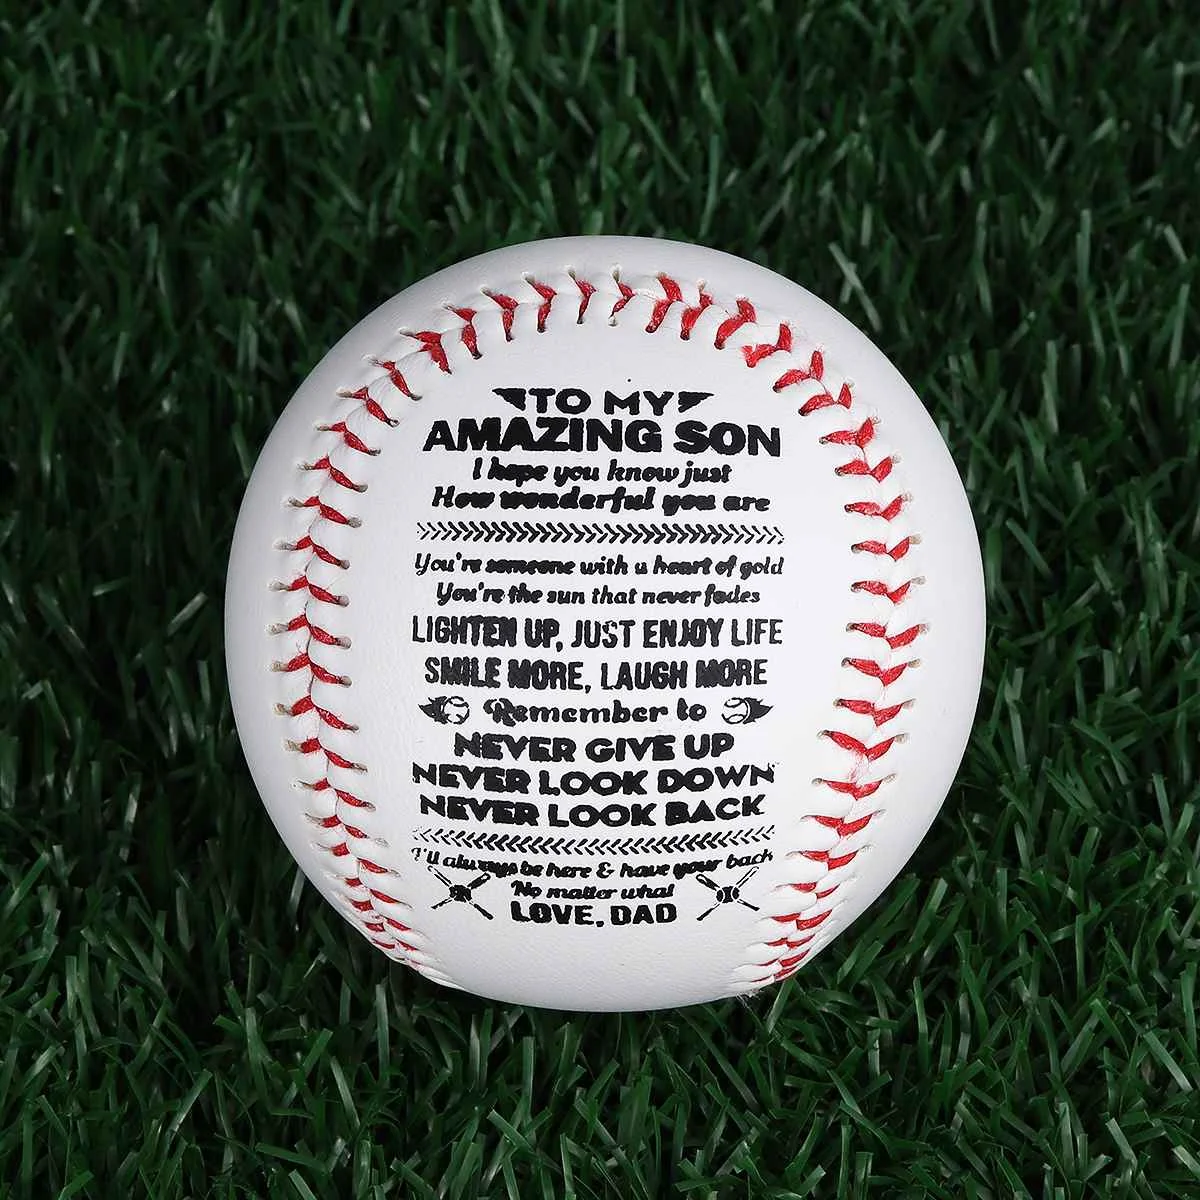 TO MY
AMAZING SON
I hope you know just
How wonderful you are
You're someone with a heart of gold
You're the sun that never fades
LIGHTEN UP, JUST ENJOY LIFE
SMILE MORE, LAUGH MORE
Remember to
NEVER GIVE UP
NEVER LOOK DOWN
NEVER LOOK BACK
I'll always be here & have your back
No matter what
LOVE, DAD